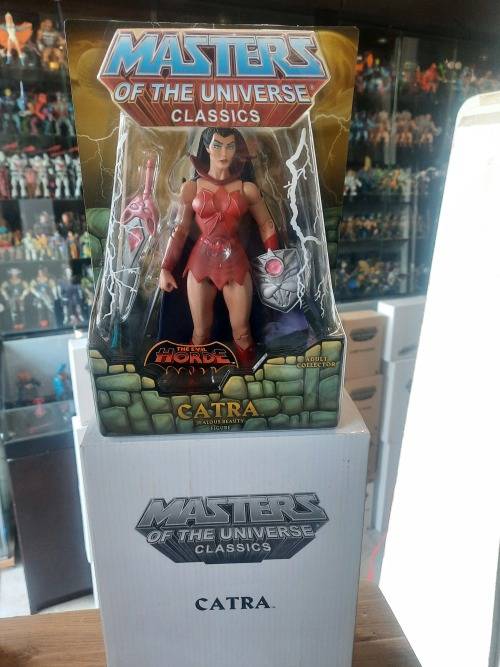 MASTERS
OF THE UNIVERSE
CLASSICS
THE EVIL
HORDE
ADULT
COLLECTOR
CATRA
JEALOUS BEAUTY
FIGURE
MASTERS
OF THE UNIVERSE
CLASSICS
CATRA